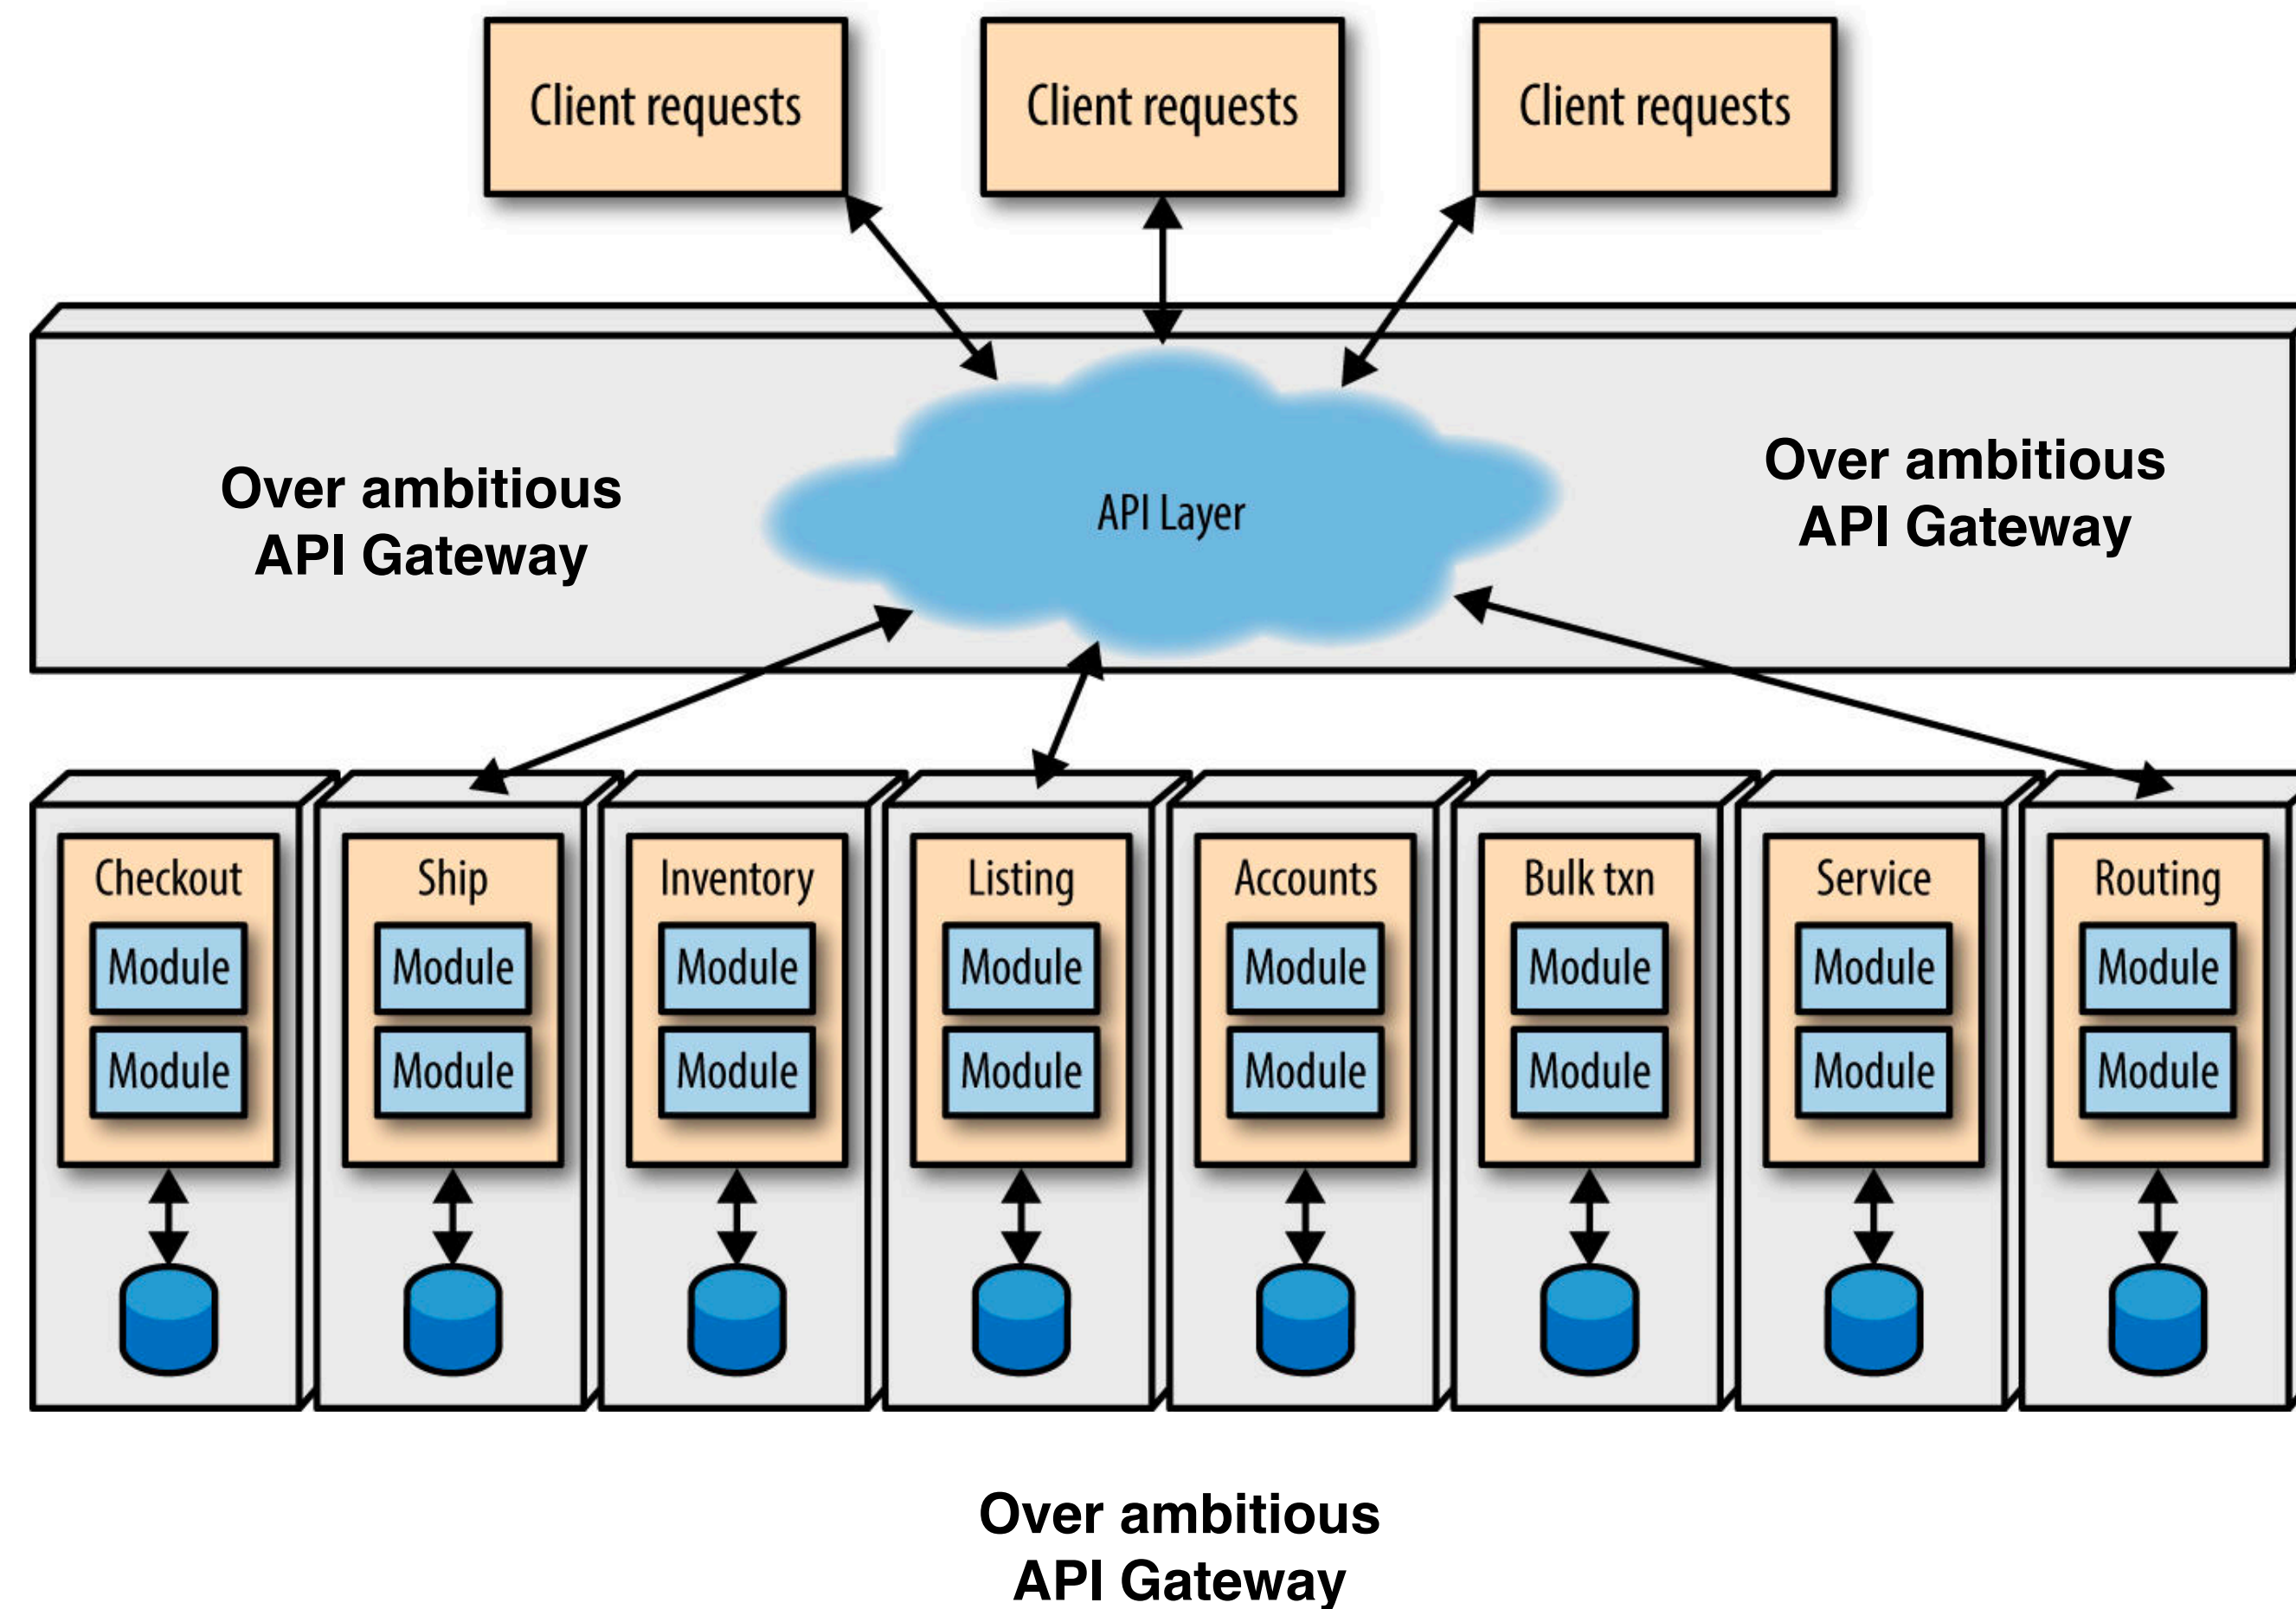 Client requests
Client requests
Client requests
Over ambitious
API Gateway
API Layer
Over ambitious
API Gateway
Checkout
Module
Module
Ship
Module
Module
Inventory
Module
Module
Listing
Module
Module
Accounts
Module
Module
Bulk txn
Module
Module
Service
Module
Module
Routing
Module
Module
Over ambitious
API Gateway